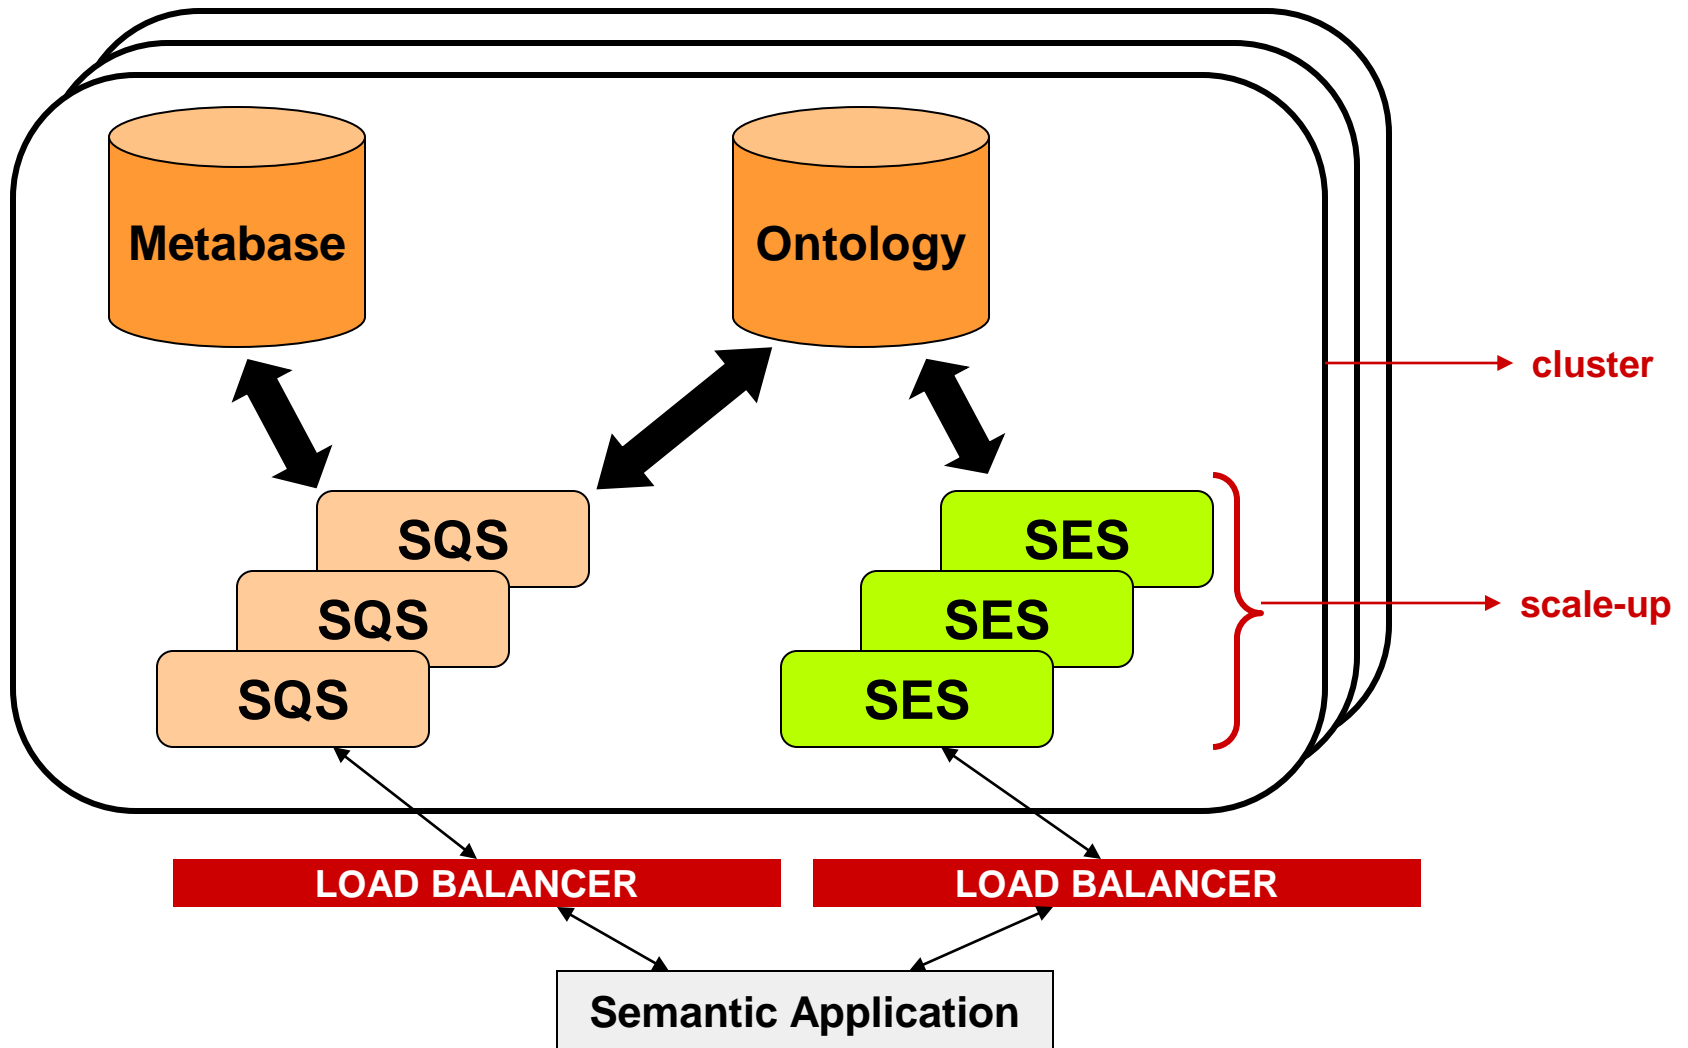 Metabase
Ontology
cluster
SQS
SES
SQS
SES
scale-up
SQS
SES
LOAD BALANCER
LOAD BALANCER
Semantic Application